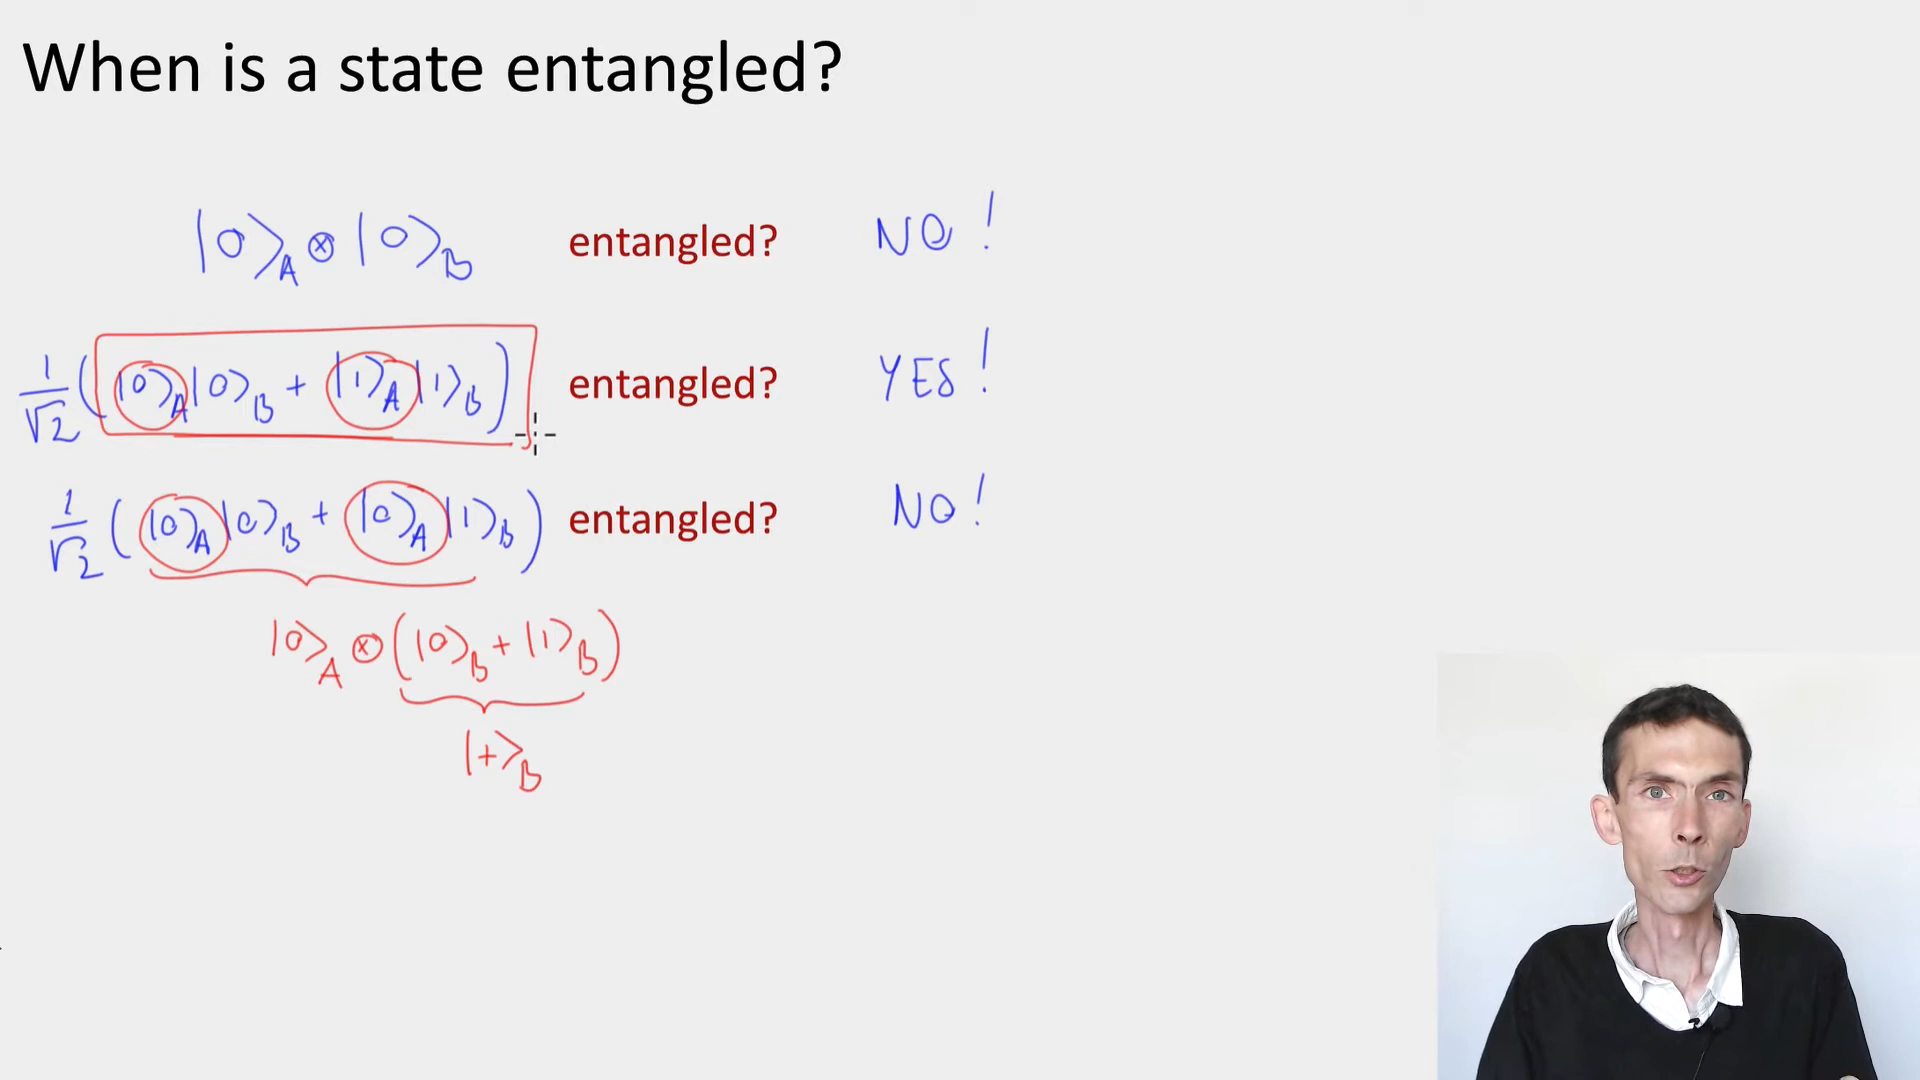 When is a state entangled?
|0⟩_A ⊗ |0⟩_B entangled? NO!
1/√2 (|0⟩_A|0⟩_B + |1⟩_A|1⟩_B) entangled? YES!
1/√2 (|0⟩_A|0⟩_B + |0⟩_A|1⟩_B) entangled? NO!
|0⟩_A ⊗ (|0⟩_B + |1⟩_B)
|+⟩_B